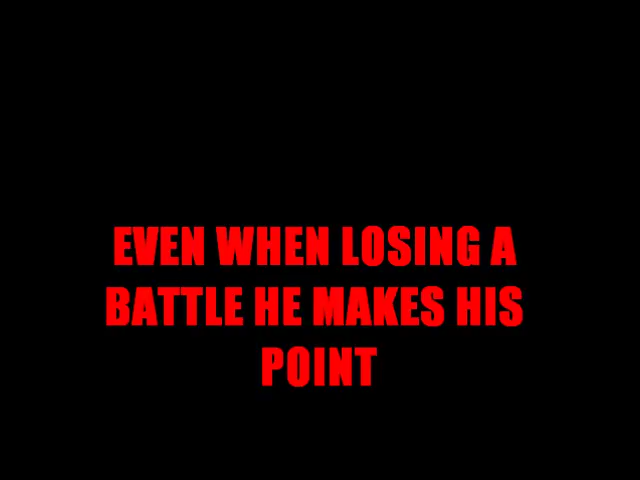 EVEN WHEN LOSING A
BATTLE HE MAKES HIS
POINT